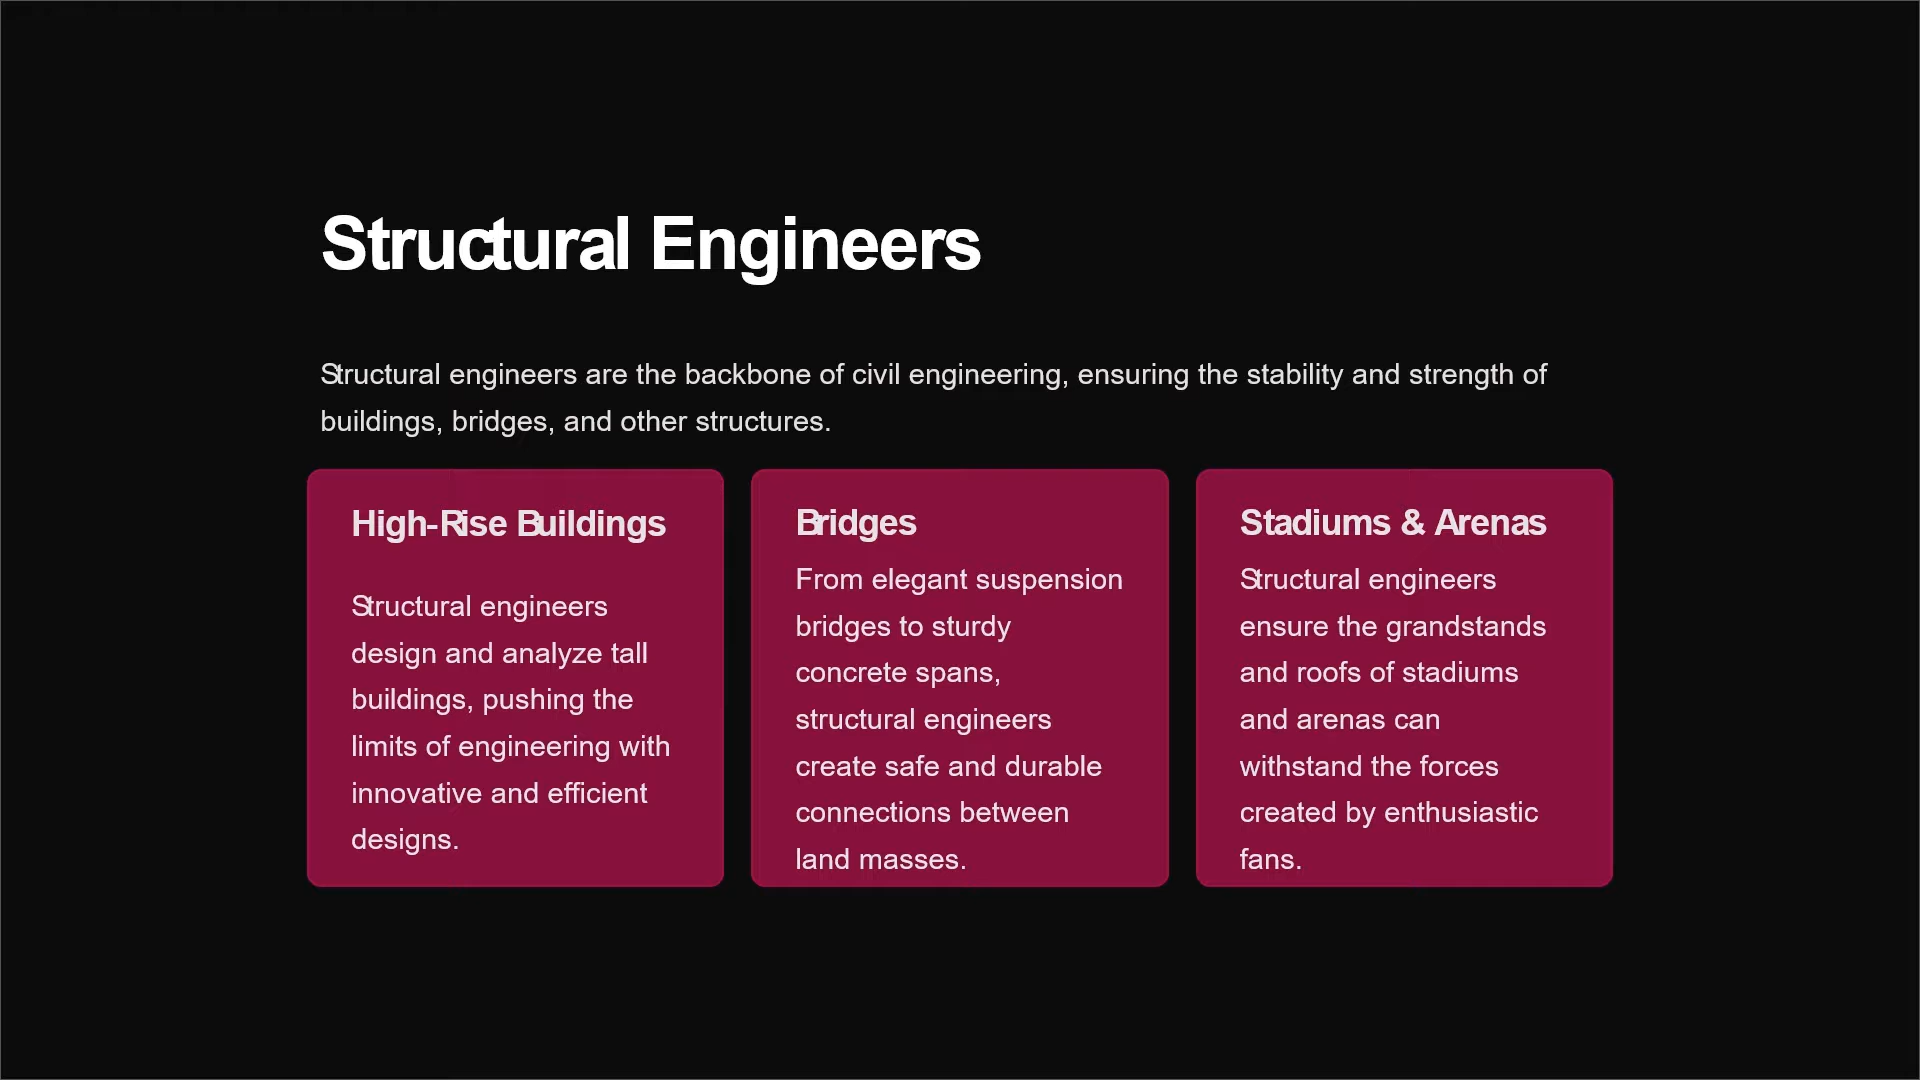 Structural Engineers
Structural engineers are the backbone of civil engineering, ensuring the stability and strength of
buildings, bridges, and other structures.
High-Rise Buildings
Structural engineers
design and analyze tall
buildings, pushing the
limits of engineering with
innovative and efficient
designs.
Bridges
From elegant suspension
bridges to sturdy
concrete spans,
structural engineers
create safe and durable
connections between
land masses.
Stadiums & Arenas
Structural engineers
ensure the grandstands
and roofs of stadiums
and arenas can
withstand the forces
created by enthusiastic
fans.